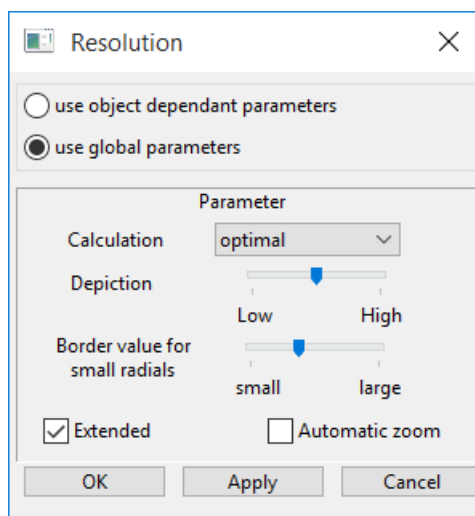 Resolution
use object dependant parameters
use global parameters
Parameter
Calculation optimal
Depiction
Low High
Border value for
small radials
small large
Extended Automatic zoom
OK Apply Cancel